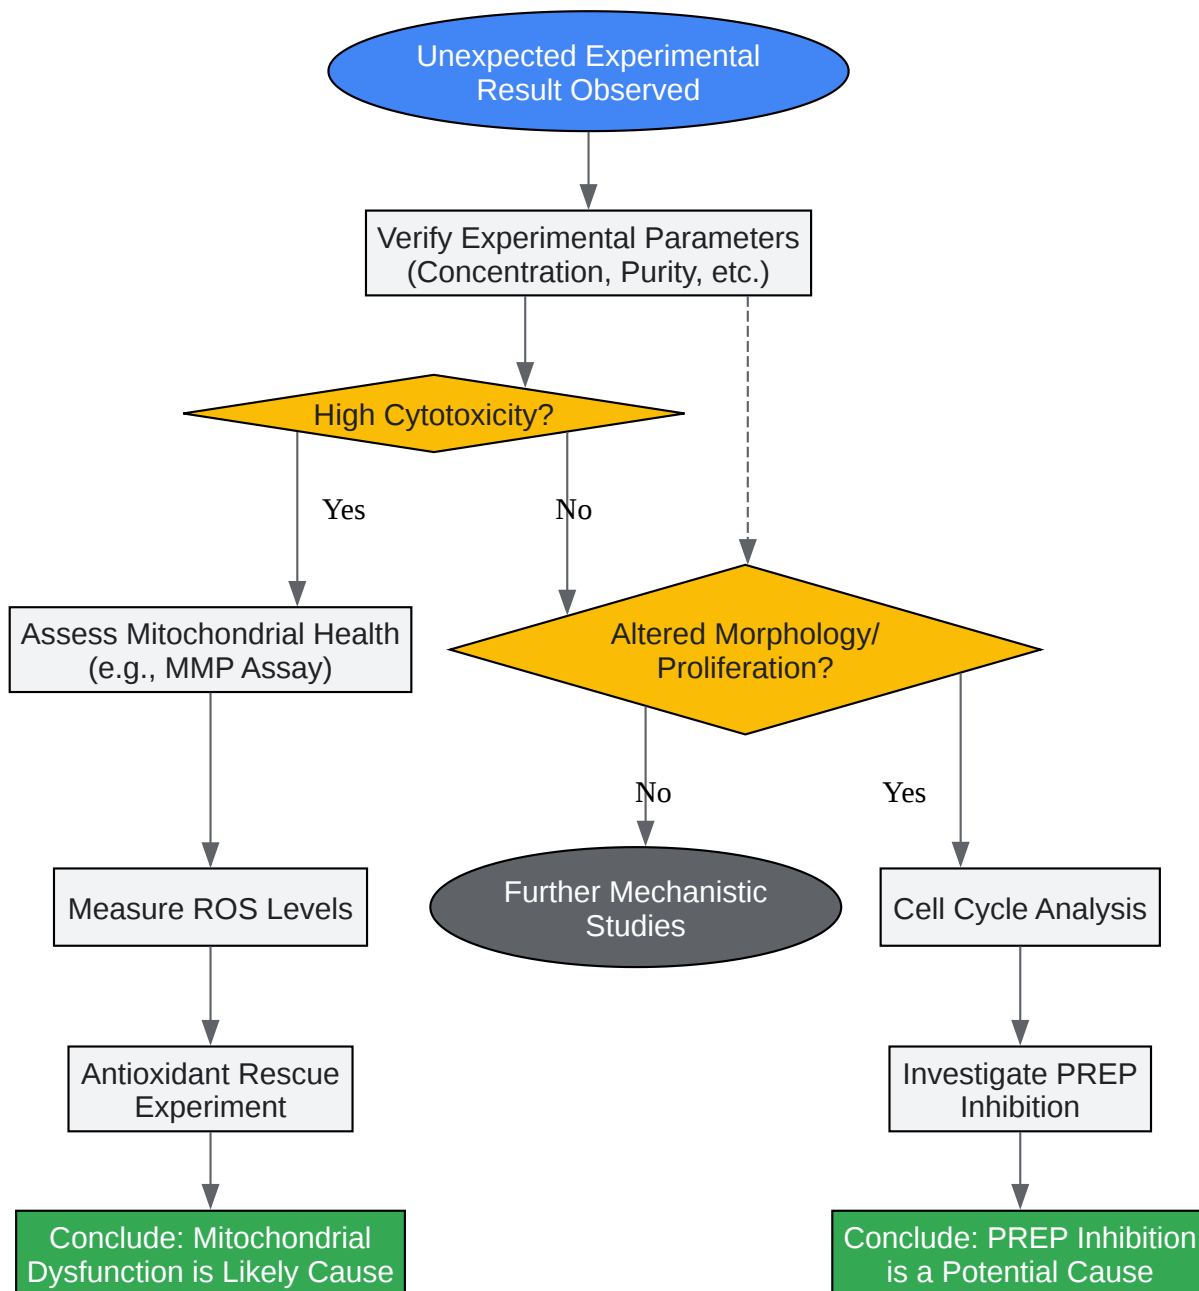 Unexpected Experimental
Result Observed
Verify Experimental Parameters
(Concentration, Purity, etc.)
High Cytotoxicity?
Yes
No
Assess Mitochondrial Health
(e.g., MMP Assay)
Altered Morphology/
Proliferation?
No
Yes
Measure ROS Levels
Further Mechanistic
Studies
Cell Cycle Analysis
Antioxidant Rescue
Experiment
Investigate PREP
Inhibition
Conclude: Mitochondrial
Dysfunction is Likely Cause
Conclude: PREP Inhibition
is a Potential Cause